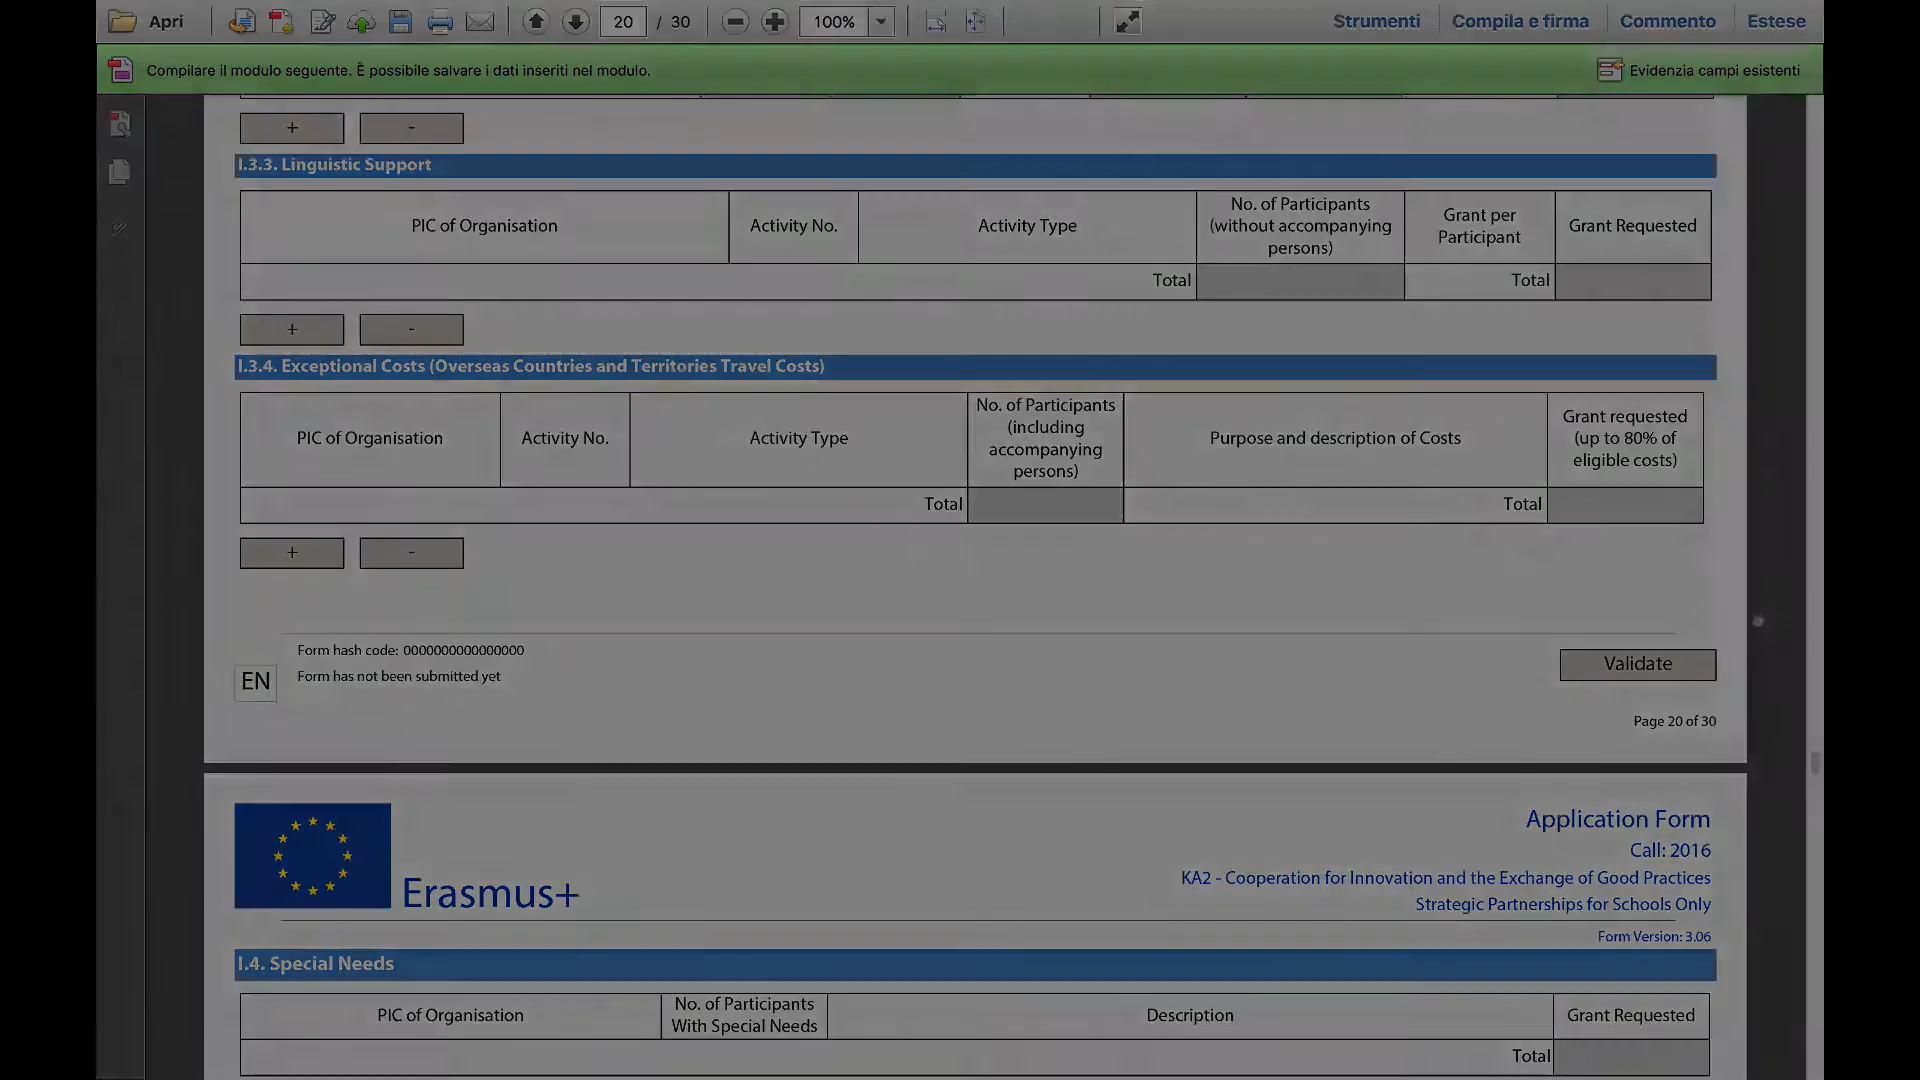 Apri
20 / 30
100%
Strumenti
Compila e firma
Commento
Estese
Compilare il modulo seguente. È possibile salvare i dati inseriti nel modulo.
Evidenzia campi esistenti
+ -
I.3.3. Linguistic Support
PIC of Organisation
Activity No.
Activity Type
No. of Participants
(without accompanying
persons)
Grant per
Participant
Grant Requested
Total
Total
+ -
I.3.4. Exceptional Costs (Overseas Countries and Territories Travel Costs)
PIC of Organisation
Activity No.
Activity Type
No. of Participants
(including
accompanying
persons)
Purpose and description of Costs
Grant requested
(up to 80% of
eligible costs)
Total
Total
+ -
Form hash code: 0000000000000000
EN
Form has not been submitted yet
Validate
Page 20 of 30
Erasmus+
Application Form
Call: 2016
KA2 - Cooperation for Innovation and the Exchange of Good Practices
Strategic Partnerships for Schools Only
Form Version: 3.06
I.4. Special Needs
PIC of Organisation
No. of Participants
With Special Needs
Description
Grant Requested
Total